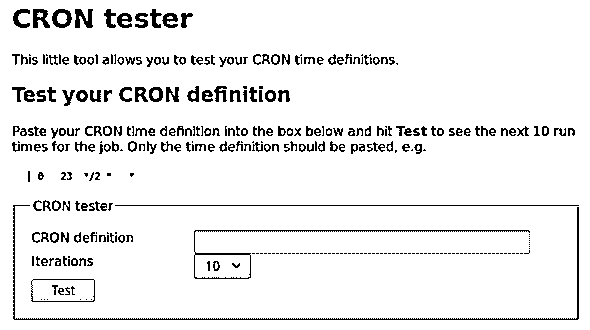 CRON tester
This little tool allows you to test your CRON time definitions.
Test your CRON definition
Paste your CRON time definition into the box below and hit Test to see the next 10 run
times for the job. Only the time definition should be pasted, e.g.
0 23 */2 * *
CRON tester
CRON definition
Iterations
10
Test